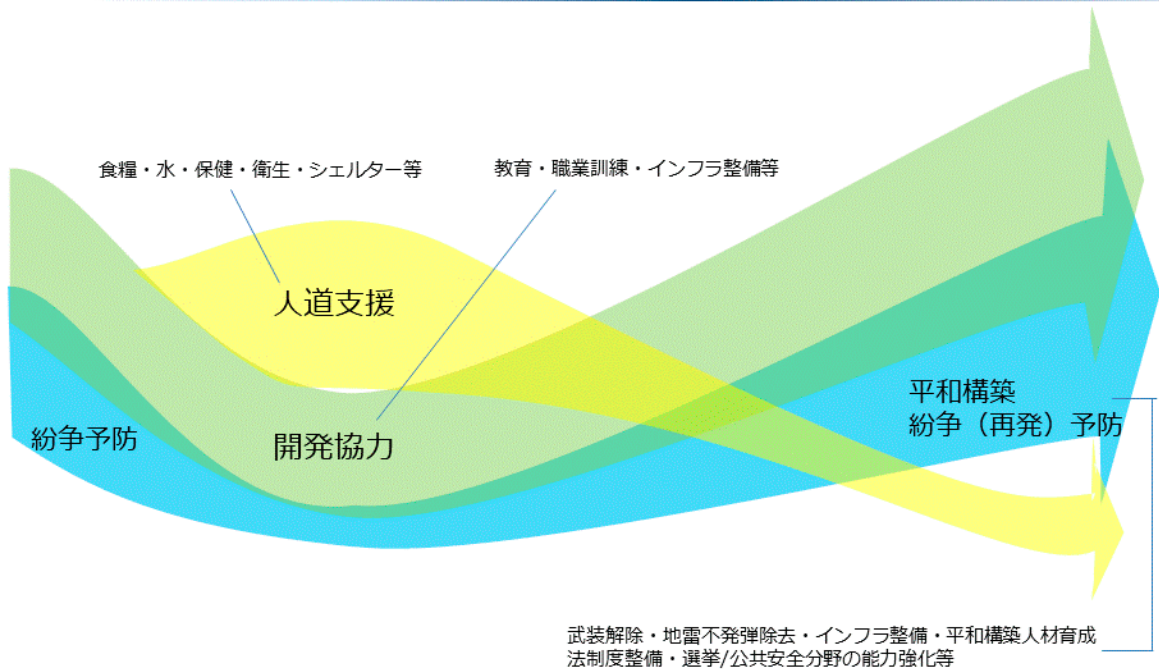 食糧・水・保健・衛生・シェルター等
教育・職業訓練・インフラ整備等
人道支援
平和構築
紛争（再発）予防
紛争予防
開発協力
武装解除・地雷不発弾除去・インフラ整備・平和構築人材育成
法制度整備・選挙/公共安全分野の能力強化等